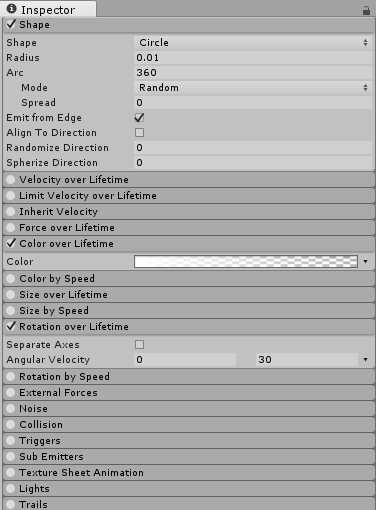 Inspector
Shape
Shape Circle
Radius 0.01
Arc 360
Mode Random
Spread 0
Emit from Edge
Align To Direction
Randomize Direction 0
Spherize Direction 0
Velocity over Lifetime
Limit Velocity over Lifetime
Inherit Velocity
Force over Lifetime
Color over Lifetime
Color
Color by Speed
Size over Lifetime
Size by Speed
Rotation over Lifetime
Separate Axes
Angular Velocity 0 30
Rotation by Speed
External Forces
Noise
Collision
Triggers
Sub Emitters
Texture Sheet Animation
Lights
Trails